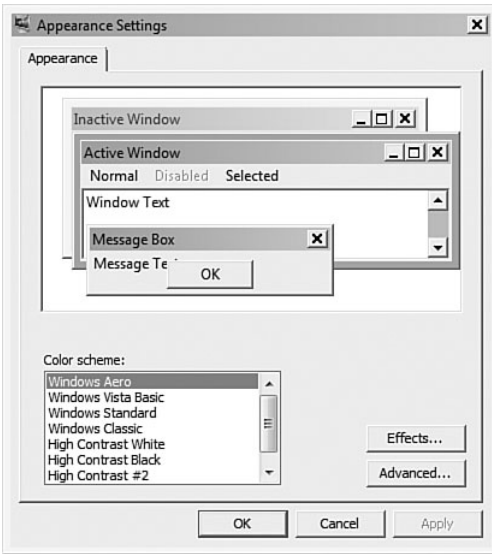 Appearance Settings
Appearance
Inactive Window
Active Window
Normal Disabled Selected
Window Text
Message Box
Message Te
OK
Color scheme:
Windows Aero
Windows Vista Basic
Windows Standard
Windows Classic
High Contrast White
High Contrast Black
High Contrast #2
Effects...
Advanced...
OK Cancel Apply